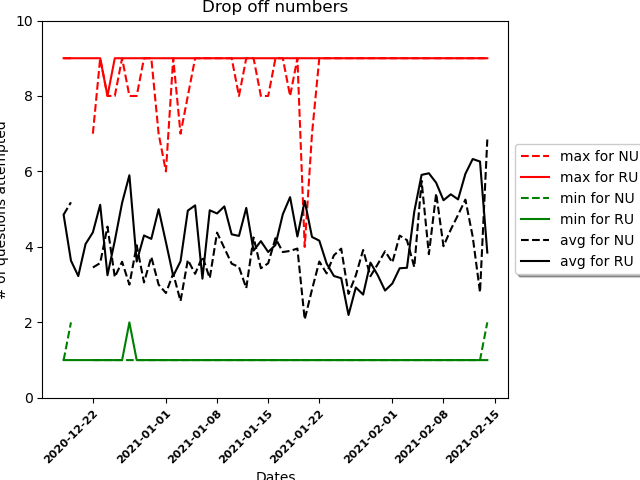 Drop off numbers
# of questions attempted
10
8
6
4
2
0
2020-12-22
2021-01-01
2021-01-08
2021-01-15
2021-01-22
2021-02-01
2021-02-08
2021-02-15
Dates
max for NU
max for RU
min for NU
min for RU
avg for NU
avg for RU